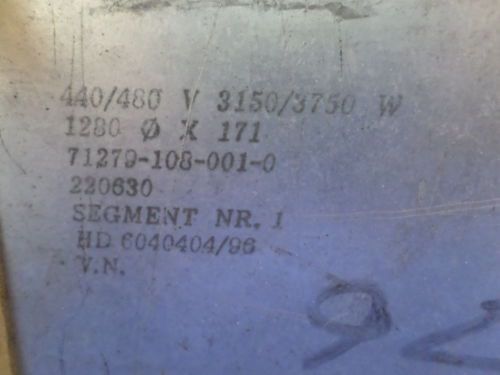 440/480 V 3150/3750 W
1280 Ø X 171
71279-108-001-0
220630
SEGMENT NR. 1
HD 6040404/96
V.N.